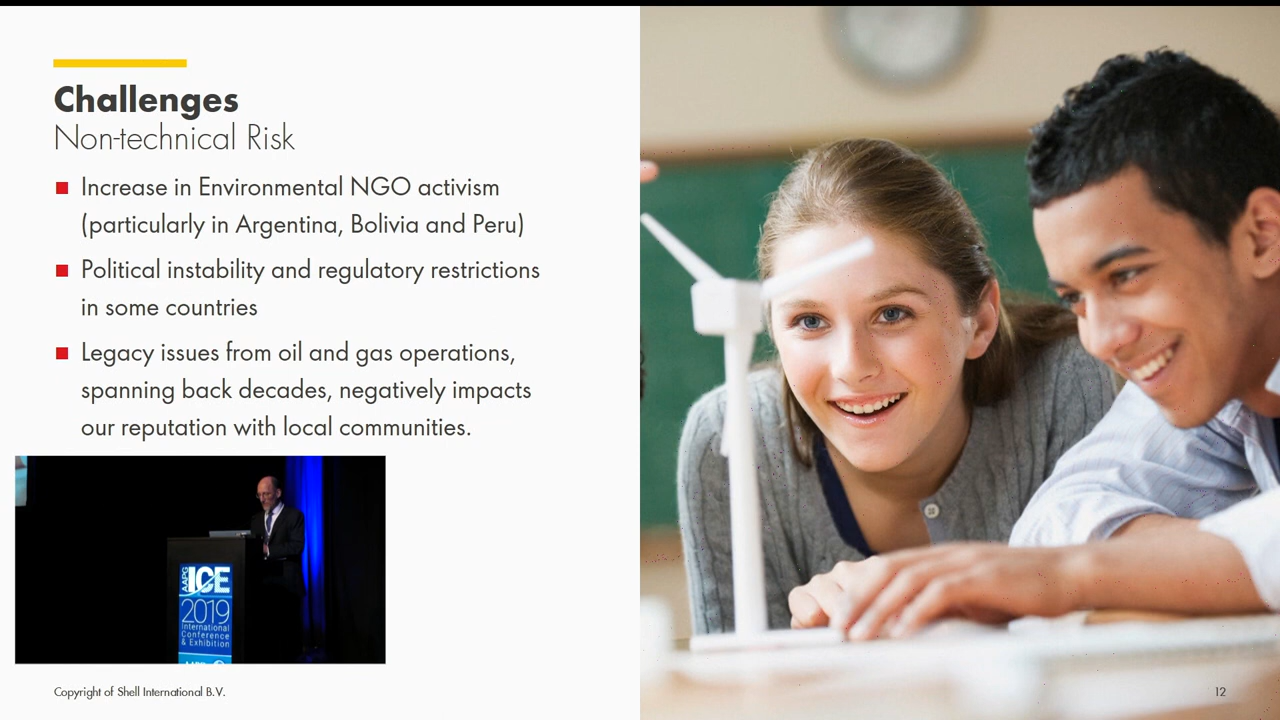 Challenges
Non-technical Risk
Increase in Environmental NGO activism
(particularly in Argentina, Bolivia and Peru)
Political instability and regulatory restrictions
in some countries
Legacy issues from oil and gas operations,
spanning back decades, negatively impacts
our reputation with local communities.
AAPG
ICE
2019
International
Conference
& Exhibition
Copyright of Shell International B.V.
12